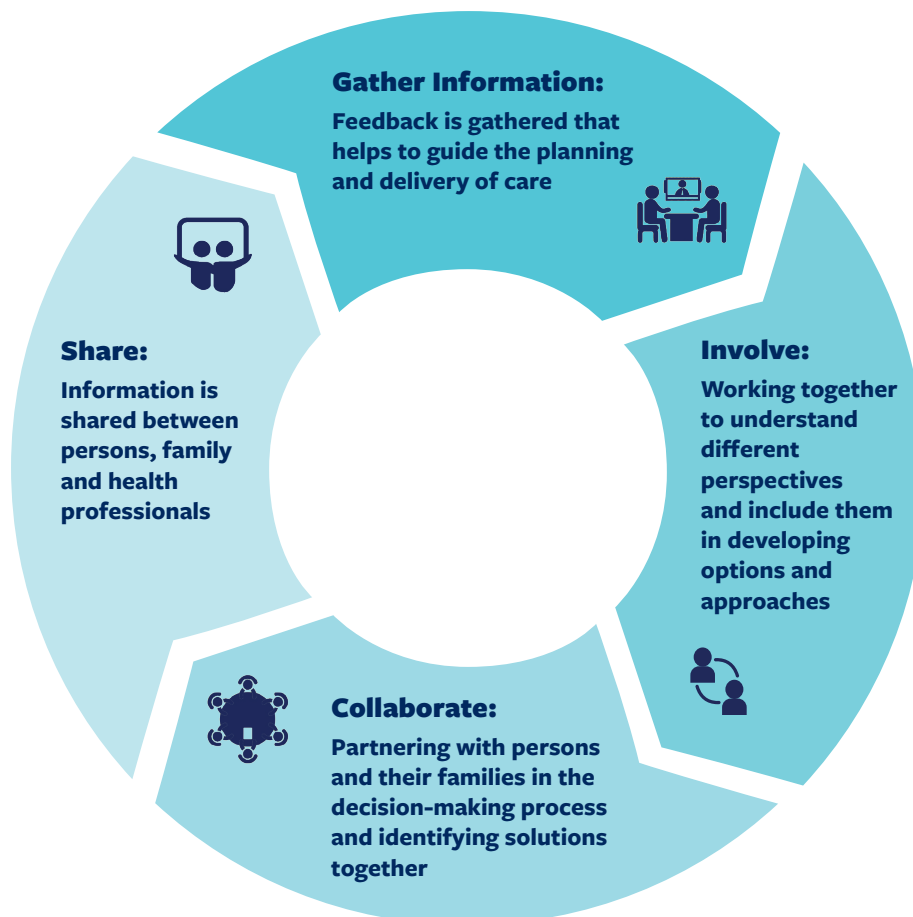 Gather Information:
Feedback is gathered that
helps to guide the planning
and delivery of care
Involve:
Working together
to understand
different
perspectives
and include them
in developing
options and
approaches
Collaborate:
Partnering with persons
and their families in the
decision-making process
and identifying solutions
together
Share:
Information is
shared between
persons, family
and health
professionals